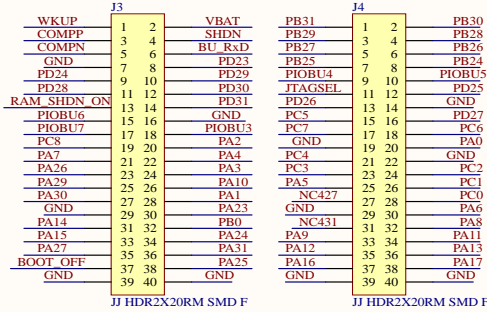 J3
WKUP 1 2 VBAT
COMPP 3 4 SHDN
COMPN 5 6 BU_RxD
GND 7 8 PD23
PD24 9 10 PD29
PD28 11 12 PD30
RAM_SHDN_ON 13 14 PD31
PIOBU6 15 16 GND
PIOBU7 17 18 PIOBU3
PC8 19 20 PA2
PA7 21 22 PA4
PA26 23 24 PA3
PA29 25 26 PA10
PA30 27 28 PA1
GND 29 30 PA23
PA14 31 32 PB0
PA15 33 34 PA24
PA27 35 36 PA31
BOOT_OFF 37 38 PA25
GND 39 40 GND
JJ HDR2X20RM SMD F
J4
PB31 1 2 PB30
PB29 3 4 PB28
PB27 5 6 PB26
PB25 7 8 PB24
PIOBU4 9 10 PIOBU5
JTAGSEL 11 12 PD25
PD26 13 14 GND
PC5 15 16 PD27
PC7 17 18 PC6
GND 19 20 PA0
PC4 21 22 GND
PC3 23 24 PC2
PA5 25 26 PC1
NC427 27 28 PC0
GND 29 30 PA6
NC431 31 32 PA8
PA9 33 34 PA11
PA12 35 36 PA13
PA16 37 38 PA17
GND 39 40 GND
JJ HDR2X20RM SMD F